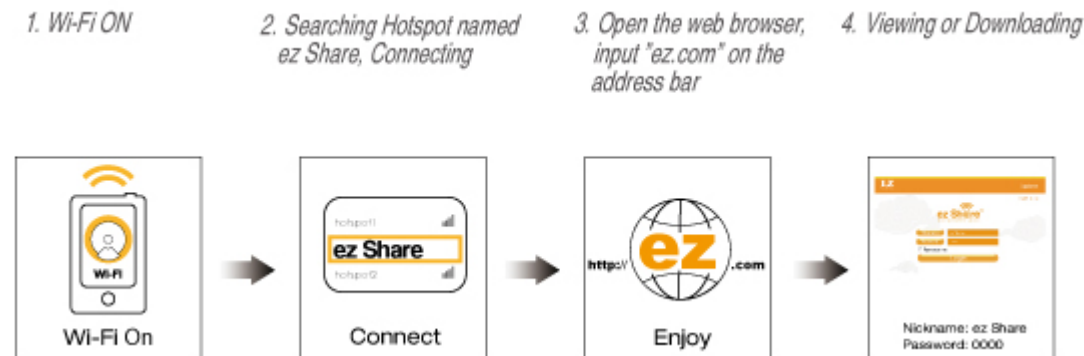 1. Wi-Fi ON
2. Searching Hotspot named
ez Share, Connecting
3. Open the web browser,
input "ez.com" on the
address bar
4. Viewing or Downloading
Wi-Fi
Wi-Fi On
hotspot1
ez Share
hotspot2
Connect
http:// ez .com
Enjoy
EZ
ez Share
Nickname: ez Share
Password: 0000